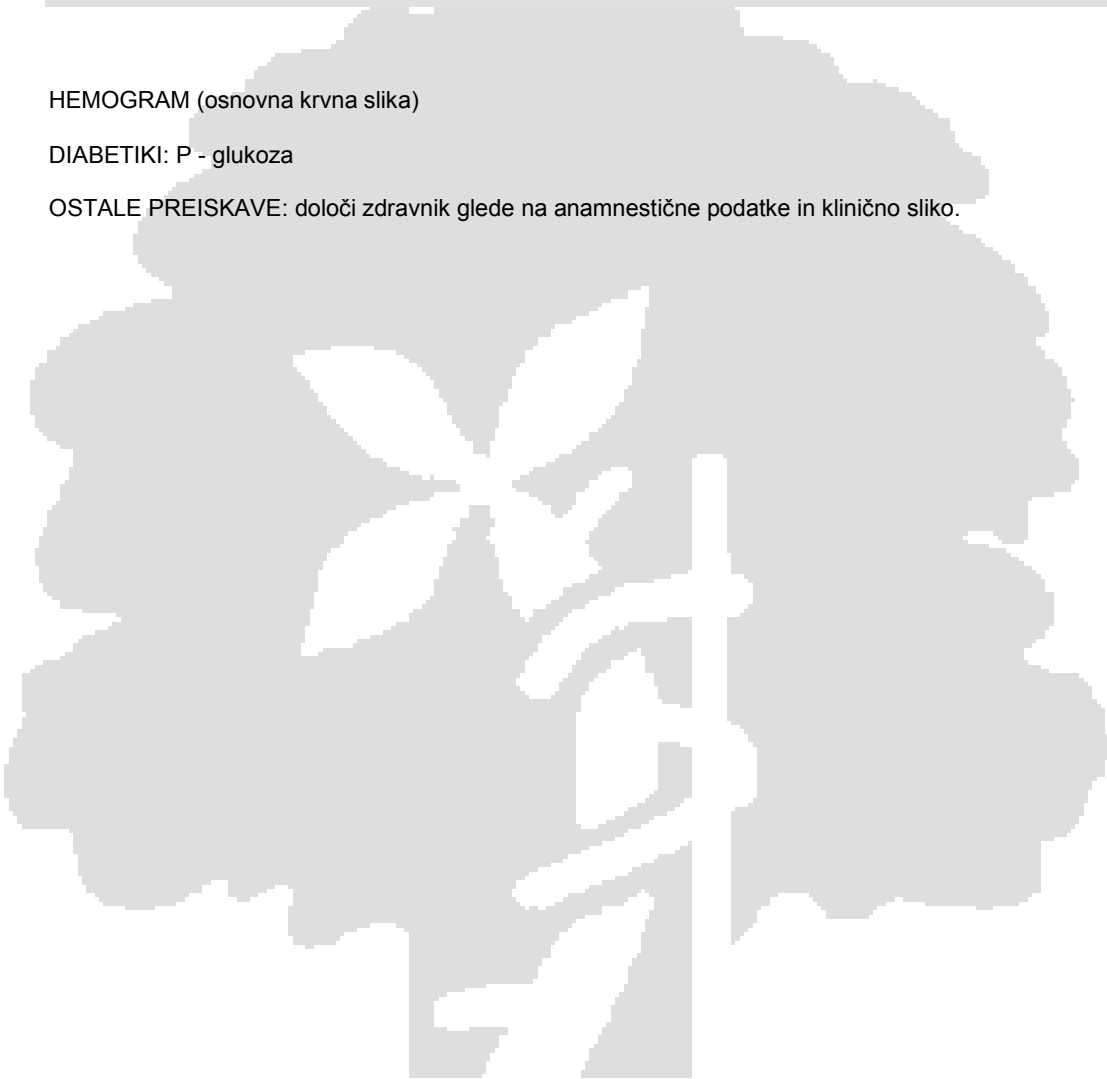 HEMOGRAM (osnovna krvna slika)
DIABETIKI: P - glukoza
OSTALE PREISKAVE: določi zdravnik glede na anamnestične podatke in klinično sliko.